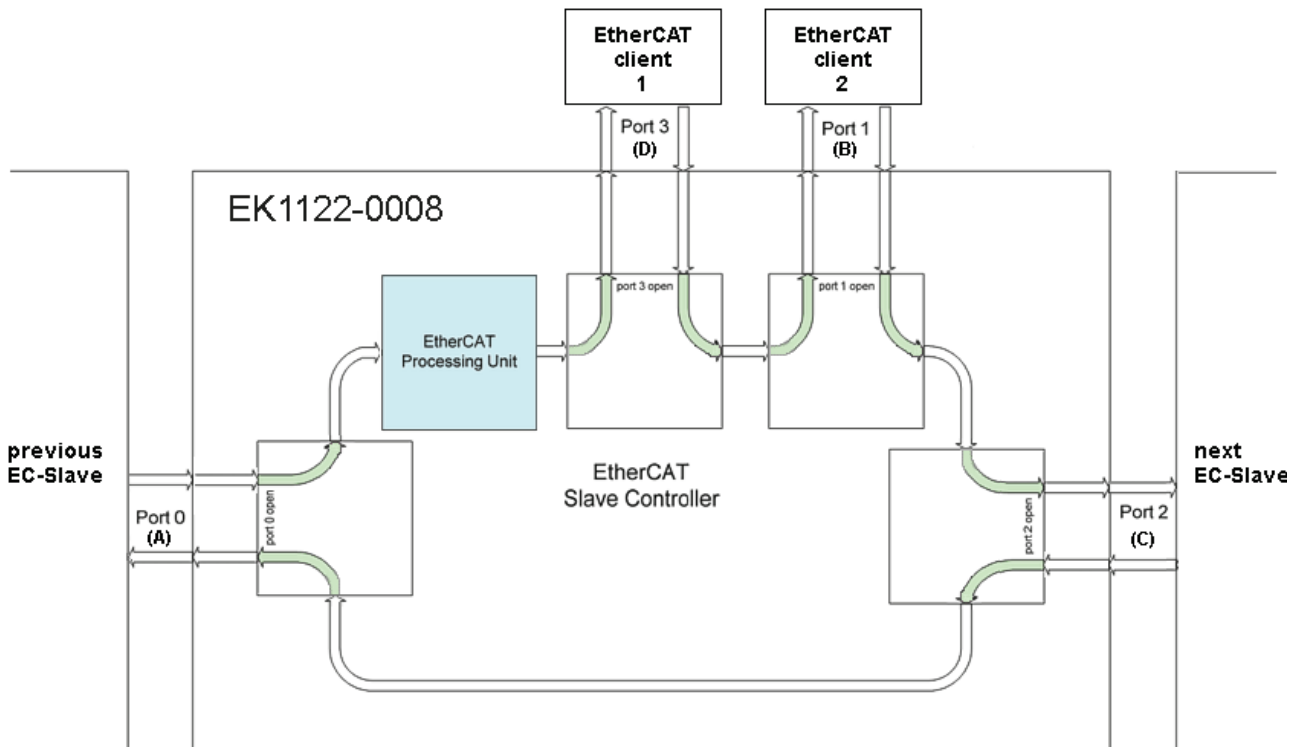 EtherCAT
client
1
EtherCAT
client
2
Port 3
(D)
Port 1
(B)
EK1122-0008
port 3 open
port 1 open
EtherCAT
Processing Unit
previous
EC-Slave
next
EC-Slave
EtherCAT
Slave Controller
port 0 open
port 2 open
Port 0
(A)
Port 2
(C)